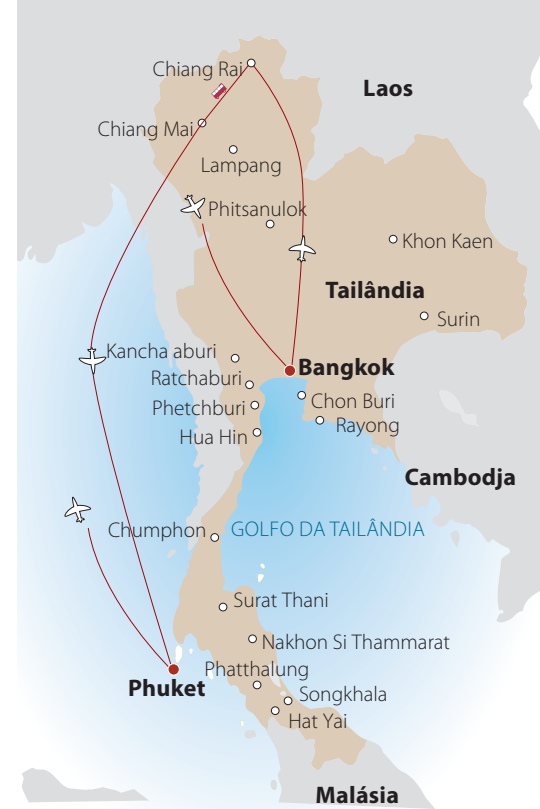 Chiang Rai
Laos
Chiang Mai
Lampang
Phitsanulok
Khon Kaen
Tailândia
Surin
Kancha aburi
Bangkok
Ratchaburi
Chon Buri
Phetchburi
Rayong
Hua Hin
Cambodja
Chumphon
GOLFO DA TAILÂNDIA
Surat Thani
Nakhon Si Thammarat
Phatthalung
Phuket
Songkhala
Hat Yai
Malásia